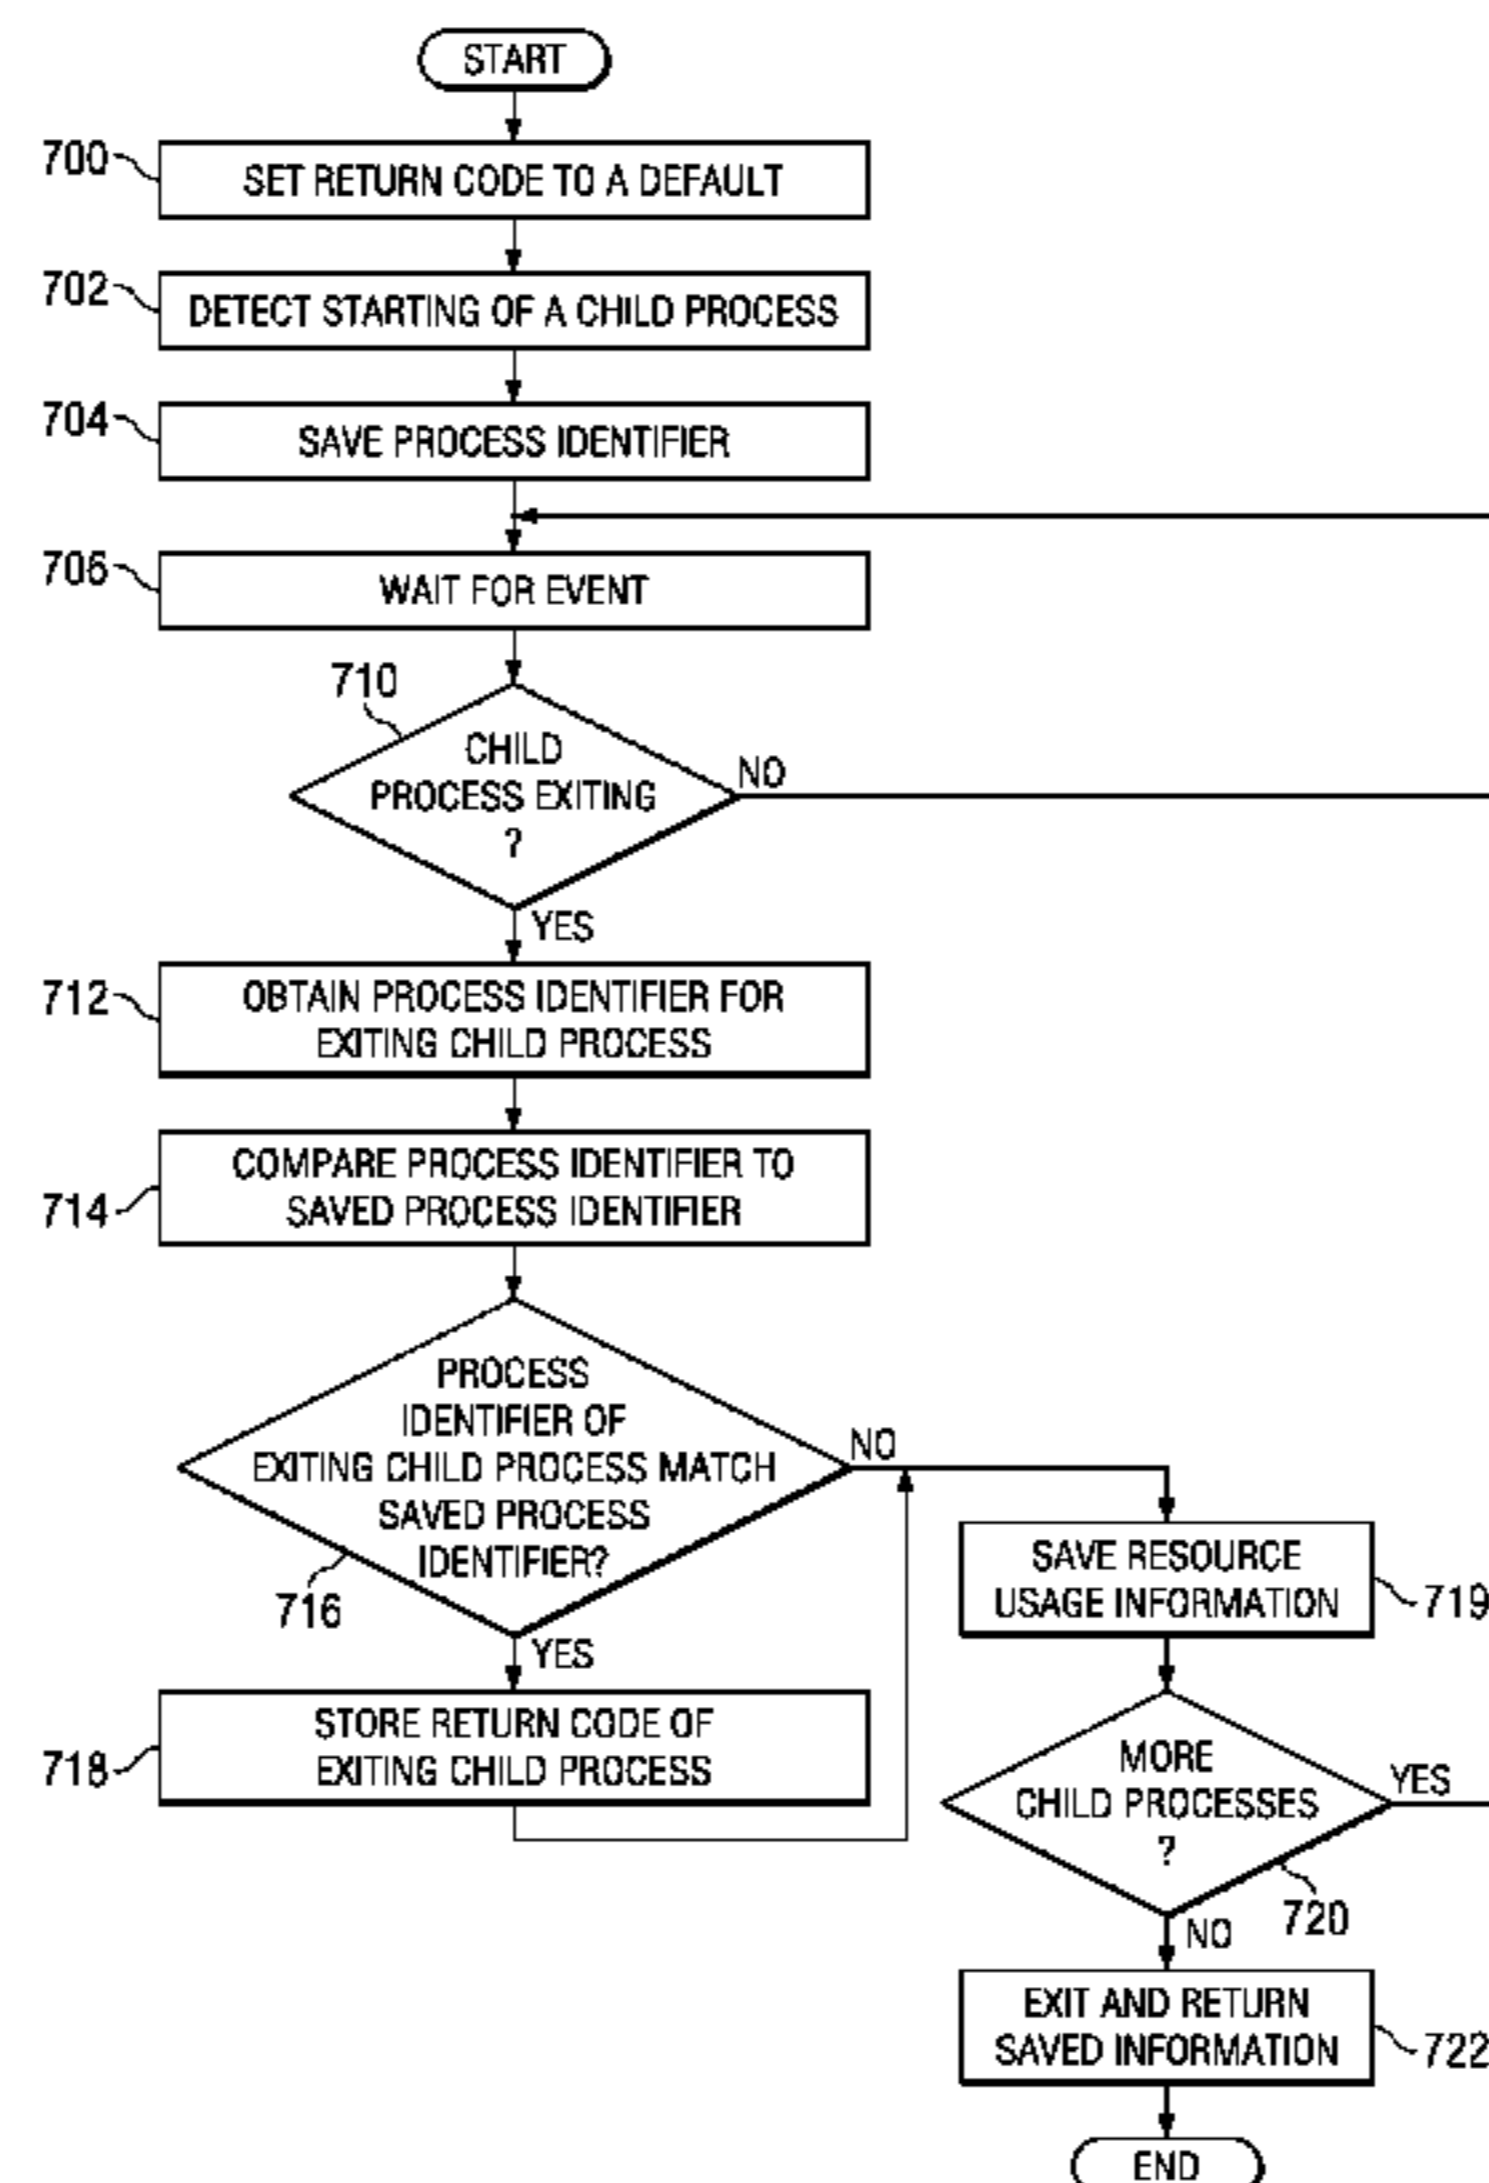 START
700
SET RETURN CODE TO A DEFAULT
702
DETECT STARTING OF A CHILD PROCESS
704
SAVE PROCESS IDENTIFIER
706
WAIT FOR EVENT
710
CHILD
PROCESS EXITING
?
NO
YES
712
OBTAIN PROCESS IDENTIFIER FOR
EXITING CHILD PROCESS
714
COMPARE PROCESS IDENTIFIER TO
SAVED PROCESS IDENTIFIER
PROCESS
IDENTIFIER OF
EXITING CHILD PROCESS MATCH
SAVED PROCESS
IDENTIFIER?
716
NO
YES
718
STORE RETURN CODE OF
EXITING CHILD PROCESS
SAVE RESOURCE
USAGE INFORMATION
719
MORE
CHILD PROCESSES
?
YES
720
NO
EXIT AND RETURN
SAVED INFORMATION
722
END